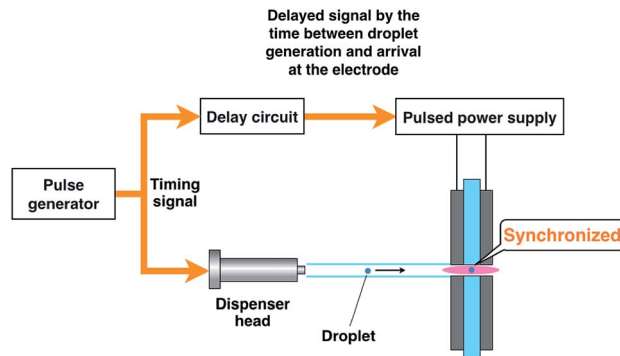 Delayed signal by the
time between droplet
generation and arrival
at the electrode
Delay circuit
Pulsed power supply
Pulse
generator
Timing
signal
Synchronized
Dispenser
head
Droplet